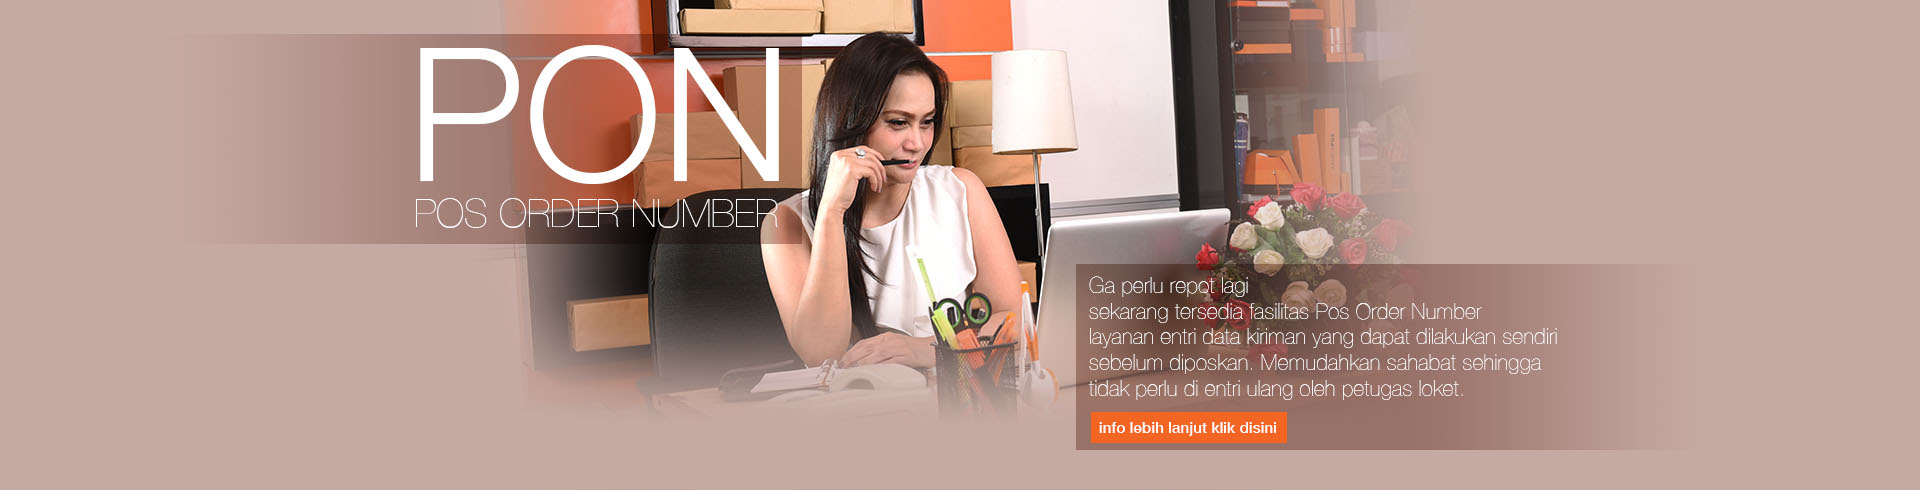 PON
POS ORDER NUMBER
Ga perlu repot lagi
sekarang tersedia fasilitas Pos Order Number
layanan entri data kiriman yang dapat dilakukan sendiri
sebelum diposkan. Memudahkan sahabat sehingga
tidak perlu di entri ulang oleh petugas loket.
info lebih lanjut klik disini